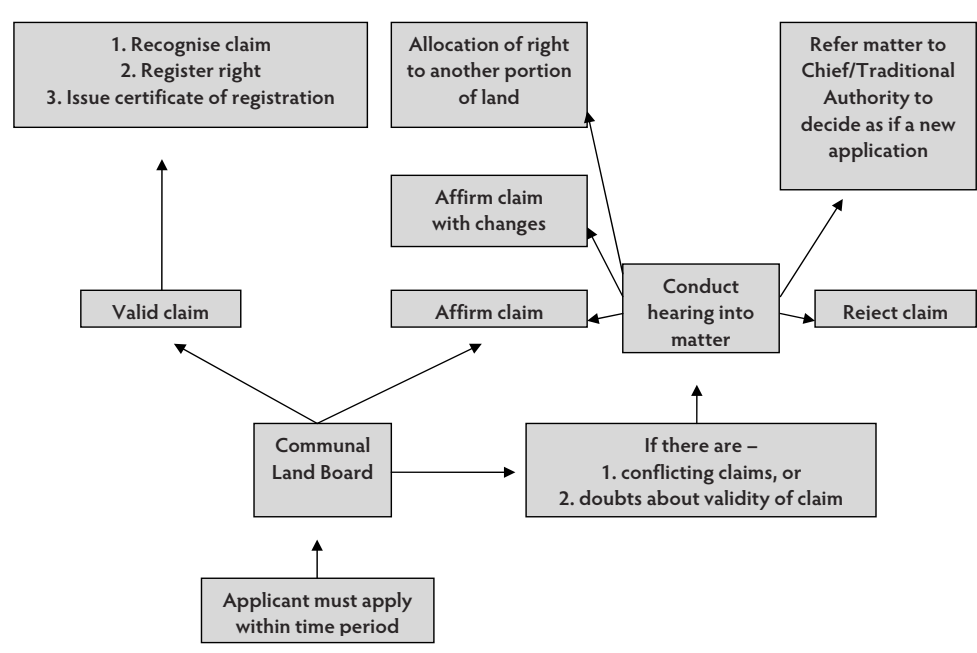 1. Recognise claim
2. Register right
3. Issue certificate of registration
Allocation of right
to another portion
of land
Refer matter to
Chief/Traditional
Authority to
decide as if a new
application
Affirm claim
with changes
Valid claim
Affirm claim
Conduct
hearing into
matter
Reject claim
Communal
Land Board
If there are –
1. conflicting claims, or
2. doubts about validity of claim
Applicant must apply
within time period